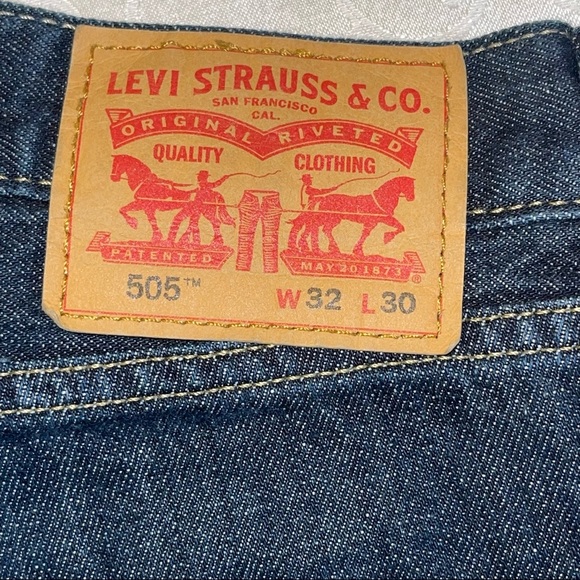 LEVI STRAUSS & CO.
SAN FRANCISCO
CAL.
ORIGINAL RIVETED
QUALITY CLOTHING
PATENTED MAY 20 1873 ®
505™ W32 L30